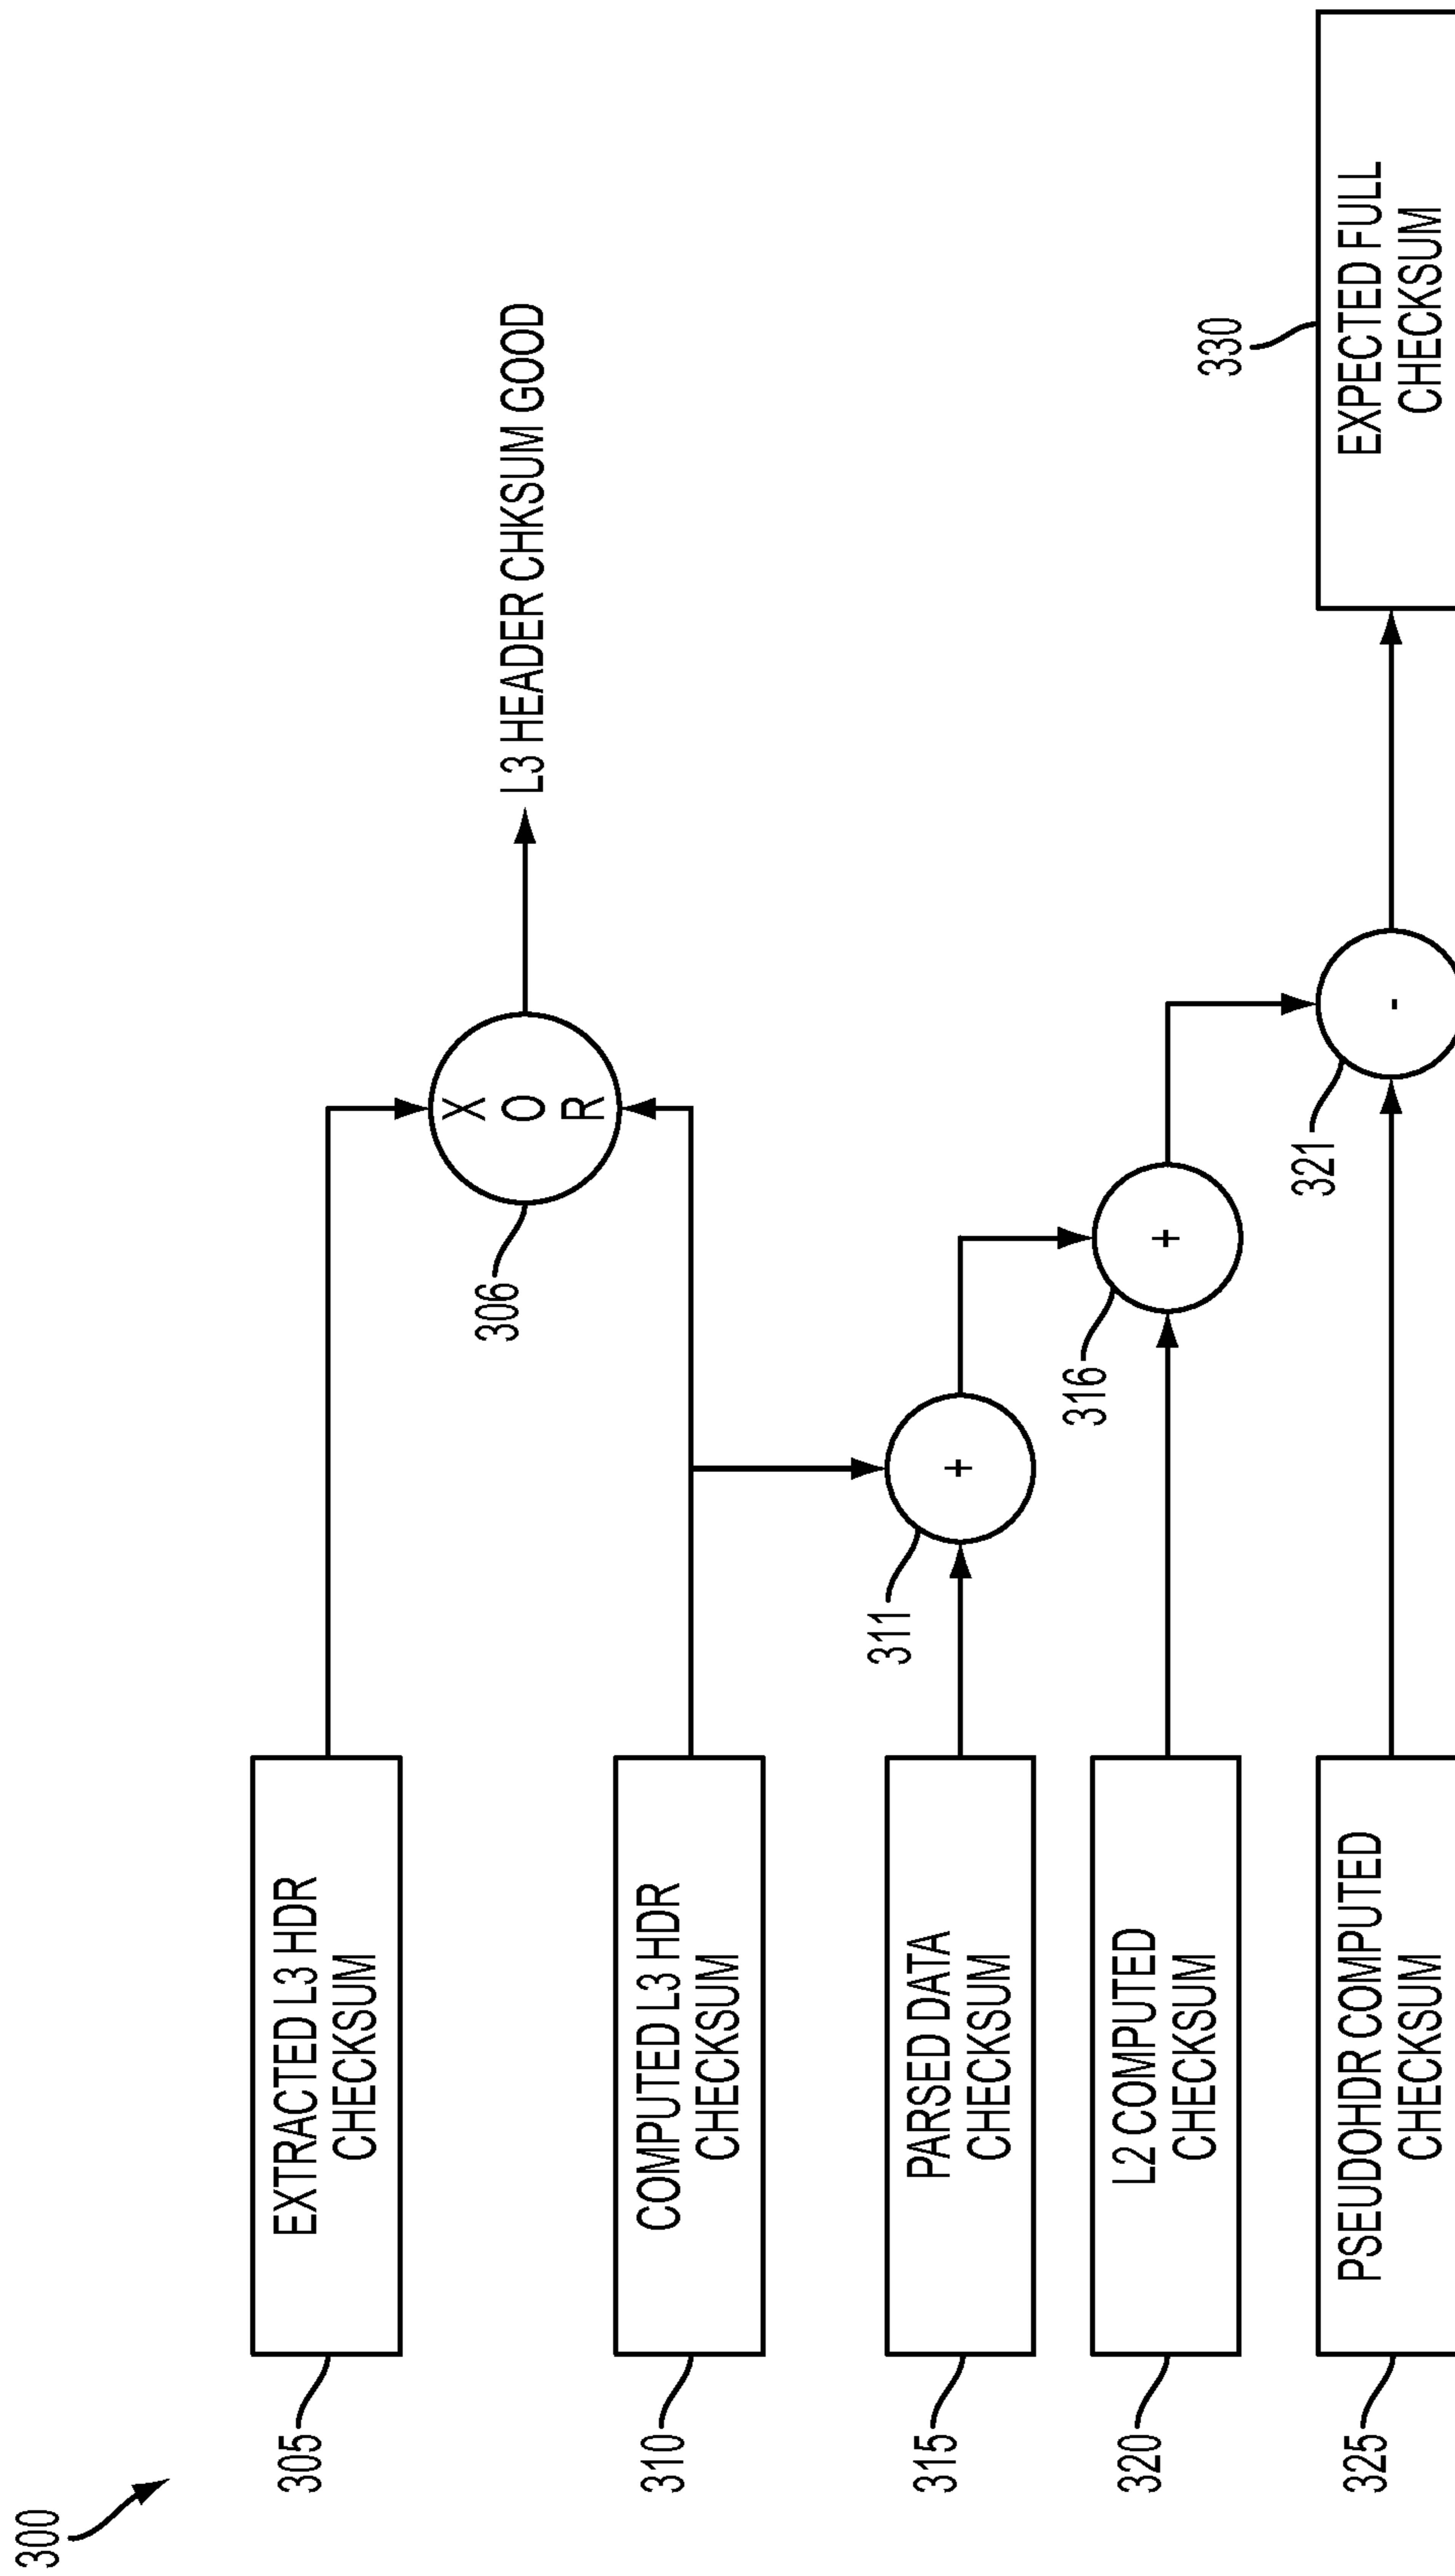 300
305
EXTRACTED L3 HDR
CHECKSUM
306
X
O
R
L3 HEADER CHKSUM GOOD
310
COMPUTED L3 HDR
CHECKSUM
311
+
315
PARSED DATA
CHECKSUM
316
+
320
L2 COMPUTED
CHECKSUM
321
-
325
PSEUDOHDR COMPUTED
CHECKSUM
330
EXPECTED FULL
CHECKSUM